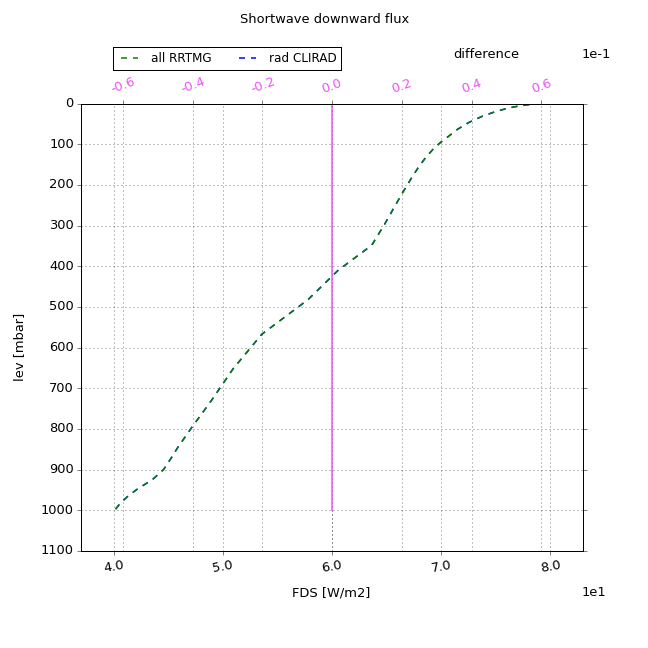 Shortwave downward flux
all RRTMG
rad CLIRAD
difference
1e-1
-0.6 -0.4 -0.2 0.0 0.2 0.4 0.6
0
100
200
300
400
500
600
700
800
900
1000
1100
lev [mbar]
4.0 5.0 6.0 7.0 8.0
FDS [W/m2]
1e1